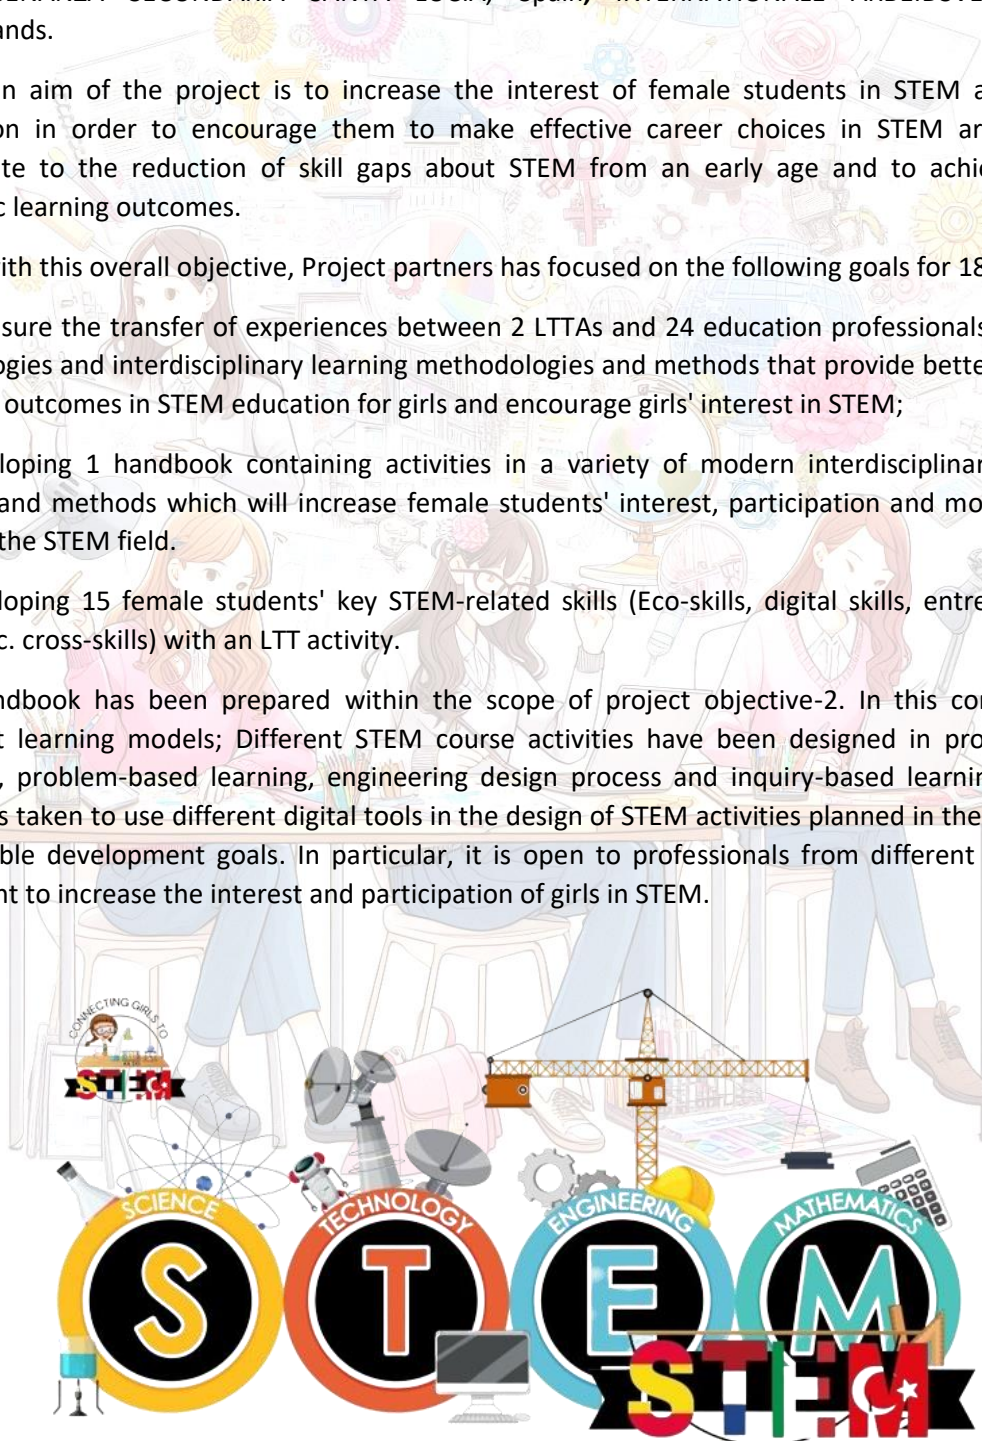 ands.
n aim of the project is to increase the interest of female students in STEM a
on in order to encourage them to make effective career choices in STEM ar
te to the reduction of skill gaps about STEM from an early age and to achie
c learning outcomes.
ith this overall objective, Project partners has focused on the following goals for 18
sure the transfer of experiences between 2 LTTAs and 24 education professionals
ogies and interdisciplinary learning methodologies and methods that provide bette
outcomes in STEM education for girls and encourage girls' interest in STEM;
loping 1 handbook containing activities in a variety of modern interdisciplinar
and methods which will increase female students' interest, participation and mo
the STEM field.
loping 15 female students' key STEM-related skills (Eco-skills, digital skills, entre
c. cross-skills) with an LTT activity.
ndbook has been prepared within the scope of project objective-2. In this con
t learning models; Different STEM course activities have been designed in pro
, problem-based learning, engineering design process and inquiry-based learnin
s taken to use different digital tools in the design of STEM activities planned in the
ble development goals. In particular, it is open to professionals from different
nt to increase the interest and participation of girls in STEM.
CONNECTING GIRLS TO
STEM
SCIENCE TECHNOLOGY ENGINEERING MATHEMATICS
S T E M
STEM